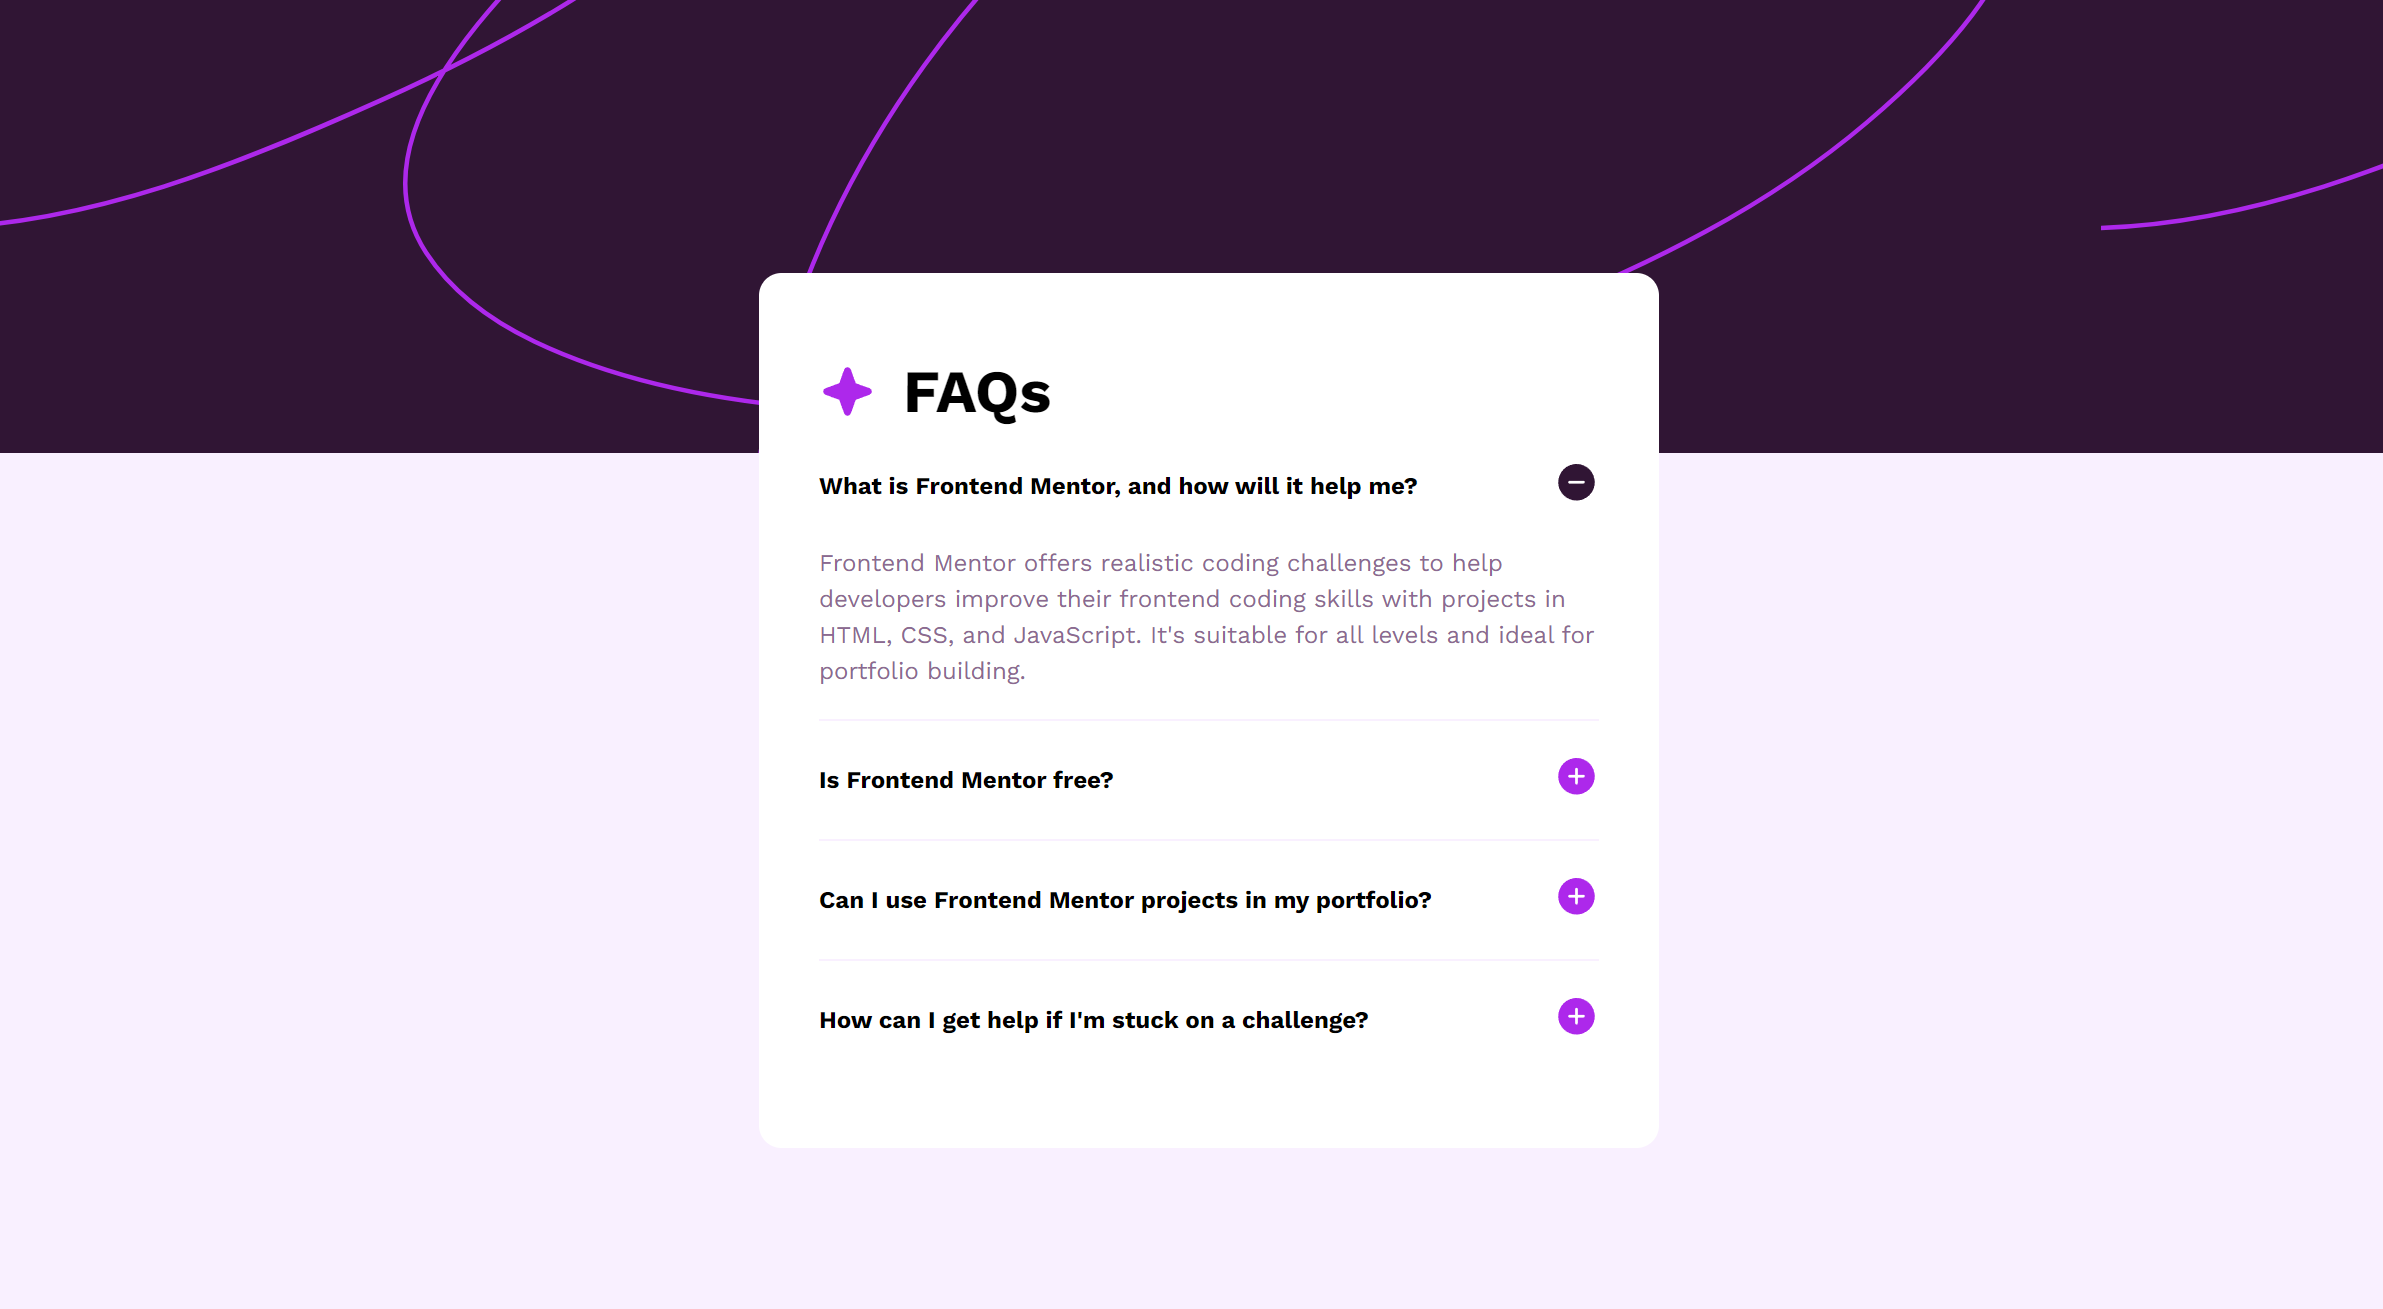 FAQs
What is Frontend Mentor, and how will it help me?
Frontend Mentor offers realistic coding challenges to help
developers improve their frontend coding skills with projects in
HTML, CSS, and JavaScript. It's suitable for all levels and ideal for
portfolio building.
Is Frontend Mentor free?
Can I use Frontend Mentor projects in my portfolio?
How can I get help if I'm stuck on a challenge?